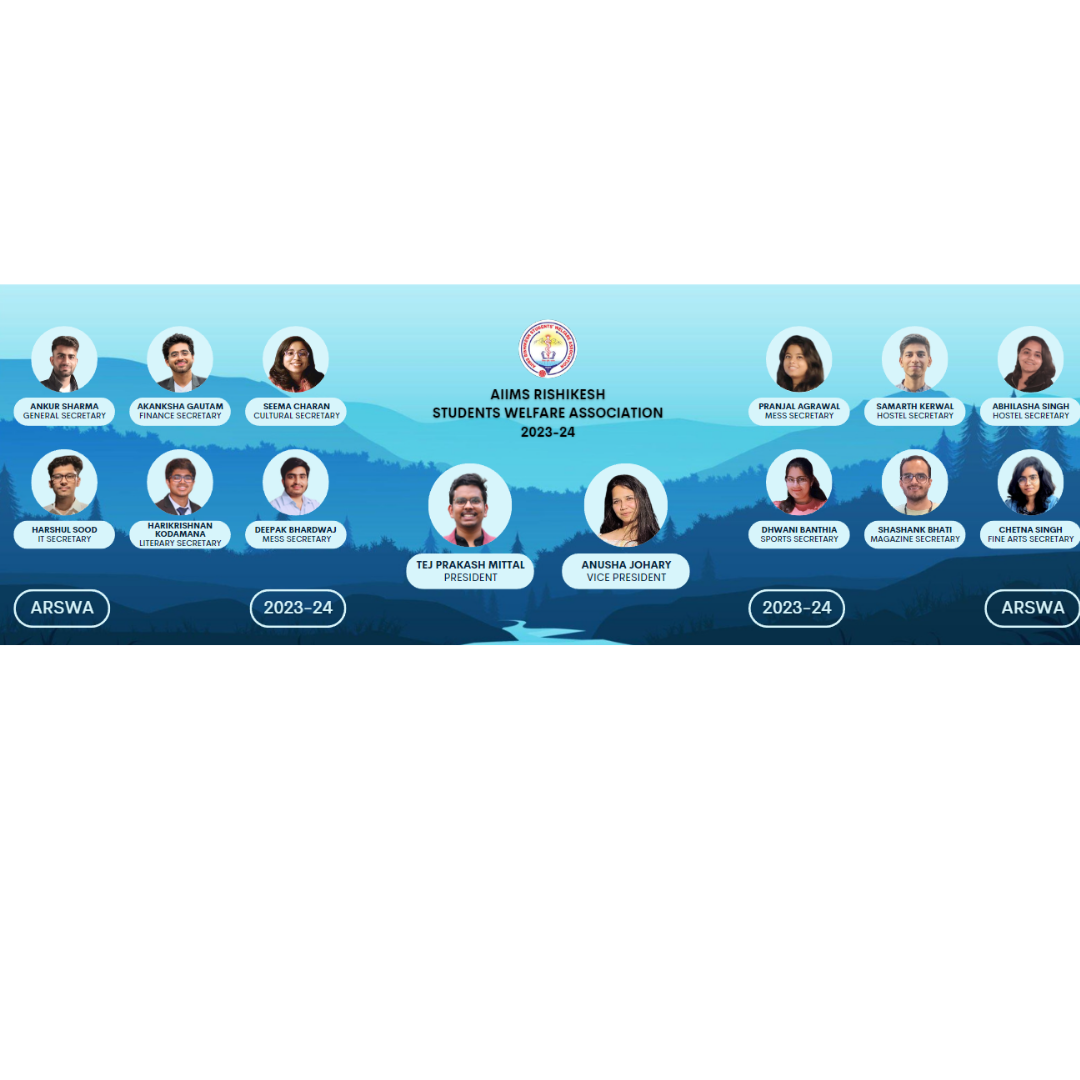 AIIMS RISHIKESH
STUDENTS WELFARE ASSOCIATION
2023-24
ANKUR SHARMA
GENERAL SECRETARY
AKANKSHA GAUTAM
FINANCE SECRETARY
SEEMA CHARAN
CULTURAL SECRETARY
HARSHUL SOOD
IT SECRETARY
HARIKRISHNAN
KODAMANA
LITERARY SECRETARY
DEEPAK BHARDWAJ
MESS SECRETARY
TEJ PRAKASH MITTAL
PRESIDENT
ANUSHA JOHARY
VICE PRESIDENT
PRANJAL AGRAWAL
MESS SECRETARY
SAMARTH KERWAL
HOSTEL SECRETARY
ABHILASHA SINGH
HOSTEL SECRETARY
DHWANI BANTHIA
SPORTS SECRETARY
SHASHANK BHATI
MAGAZINE SECRETARY
CHETNA SINGH
FINE ARTS SECRETARY
ARSWA
2023-24
2023-24
ARSWA